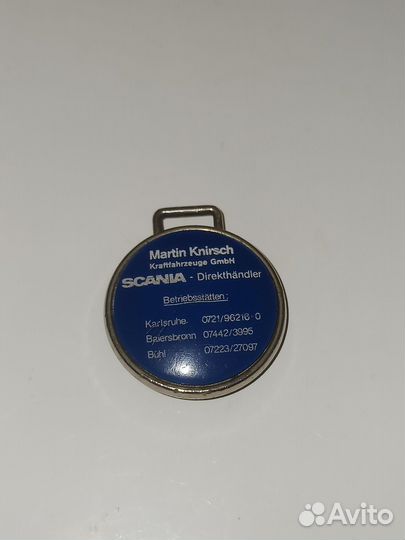 Martin Knirsch
Kraftfahrzeuge GmbH
SCANIA - Direkthändler
Betriebsstätten:
Karlsruhe 0721/96216-0
Baiersbronn 07442/3995
Bühl 07223/27097
Avito